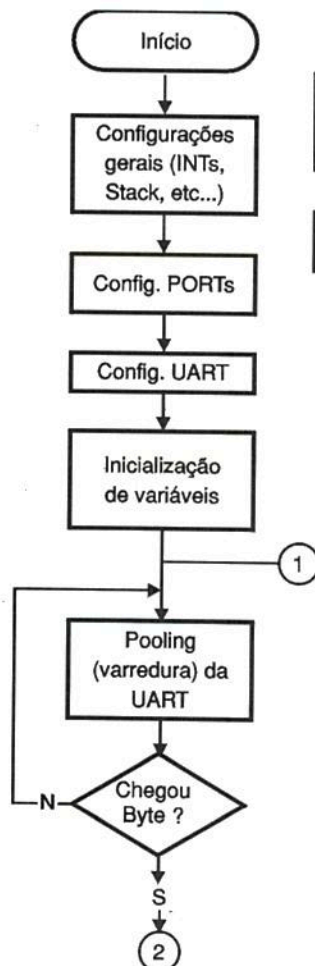 Início
Configurações
gerais (INTs,
Stack, etc...)
Config. PORTs
Config. UART
Inicialização
de variáveis
1
Pooling
(varredura) da
UART
Chegou
Byte ?
N
S
2